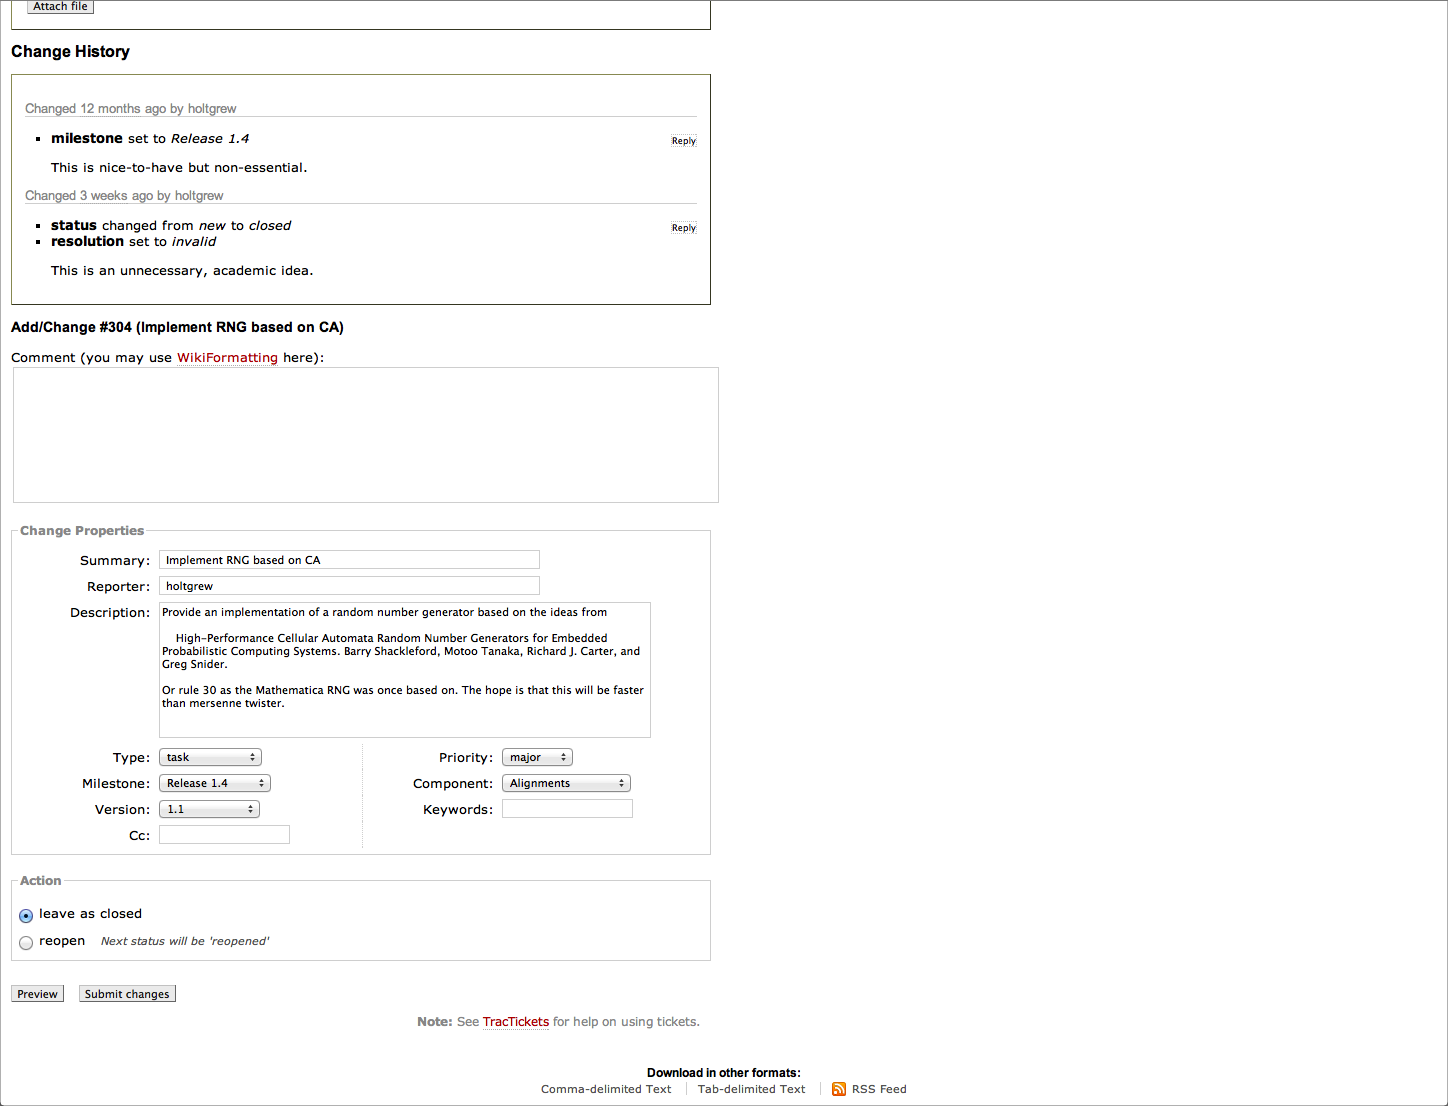 Attach file
Change History
Changed 12 months ago by holtgrew
milestone set to Release 1.4
Reply
This is nice-to-have but non-essential.
Changed 3 weeks ago by holtgrew
status changed from new to closed
Reply
resolution set to invalid
This is an unnecessary, academic idea.
Add/Change #304 (Implement RNG based on CA)
Comment (you may use WikiFormatting here):
Change Properties
Summary: Implement RNG based on CA
Reporter: holtgrew
Description: Provide an implementation of a random number generator based on the ideas from
High-Performance Cellular Automata Random Number Generators for Embedded
Probabilistic Computing Systems. Barry Shackleford, Motoo Tanaka, Richard J. Carter, and
Greg Snider.
Or rule 30 as the Mathematica RNG was once based on. The hope is that this will be faster
than mersenne twister.
Type: task Priority: major
Milestone: Release 1.4 Component: Alignments
Version: 1.1 Keywords:
Cc:
Action
leave as closed
reopen Next status will be 'reopened'
Preview Submit changes
Note: See TracTickets for help on using tickets.
Download in other formats:
Comma-delimited Text Tab-delimited Text RSS Feed